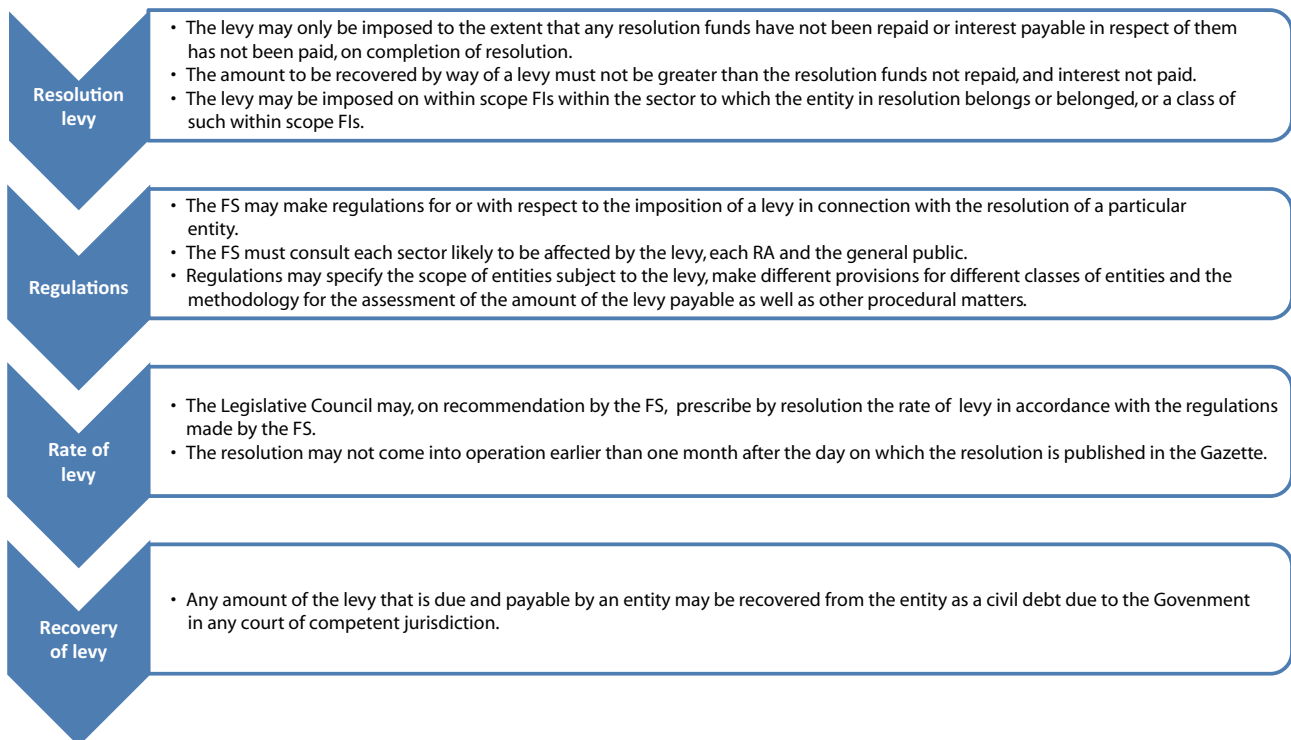 Resolution
levy
• The levy may only be imposed to the extent that any resolution funds have not been repaid or interest payable in respect of them
has not been paid, on completion of resolution.
• The amount to be recovered by way of a levy must not be greater than the resolution funds not repaid, and interest not paid.
• The levy may be imposed on within scope FIs within the sector to which the entity in resolution belongs or belonged, or a class of
such within scope FIs.
Regulations
• The FS may make regulations for or with respect to the imposition of a levy in connection with the resolution of a particular
entity.
• The FS must consult each sector likely to be affected by the levy, each RA and the general public.
• Regulations may specify the scope of entities subject to the levy, make different provisions for different classes of entities and the
methodology for the assessment of the amount of the levy payable as well as other procedural matters.
Rate of
levy
• The Legislative Council may, on recommendation by the FS, prescribe by resolution the rate of levy in accordance with the regulations
made by the FS.
• The resolution may not come into operation earlier than one month after the day on which the resolution is published in the Gazette.
Recovery
of levy
• Any amount of the levy that is due and payable by an entity may be recovered from the entity as a civil debt due to the Govenment
in any court of competent jurisdiction.